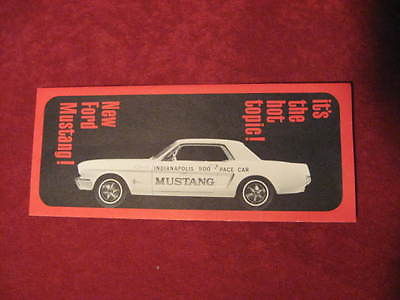 it's
the
hot
topic!
New
Ford
Mustang!
INDIANAPOLIS 500 PACE CAR
MUSTANG